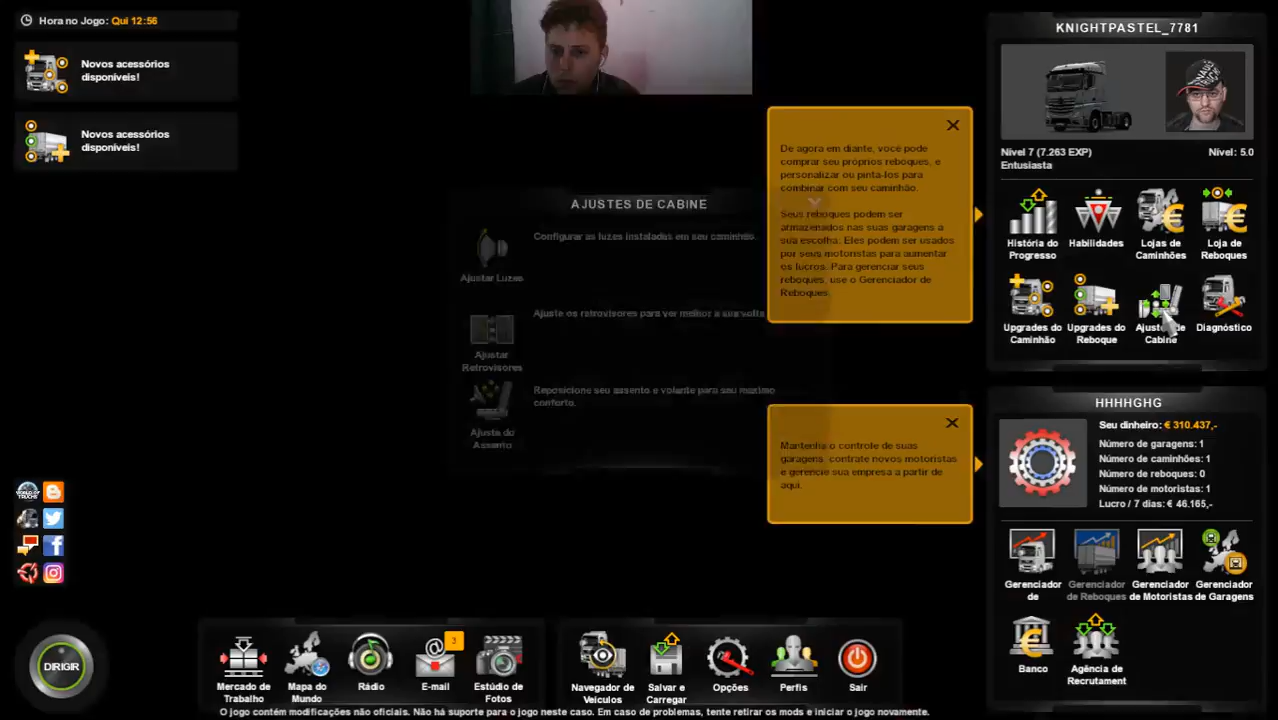 Hora no Jogo: Qui 12:56
Novos acessórios
disponíveis!
Novos acessórios
disponíveis!
AJUSTES DE CABINE
Configurar as luzes instaladas em seu caminhão.
Ajustar Luzes
Ajustar
Retrovisores
Reposicione seu assento e volante para seu máximo
conforto.
Ajuste do
Assento
De agora em diante, você pode
comprar seu próprios reboques, e
personalizar ou pintá-los para
combinar com seu caminhão.
Seus reboques podem ser
armazenados nas suas garagens a
sua escolha. Eles podem ser usados
por seus motoristas para aumentar
os lucros. Para gerenciar seus
reboques, use o Gerenciador de
Reboques.
Mantenha o controle de suas
garagens, contrate novos motoristas
e gerencie sua empresa a partir de
aqui.
KNIGHTPASTEL_7781
Nível 7 (7.263 EXP)
Nível: 5.0
Entusiasta
História do
Progresso
Habilidades
Lojas de
Caminhões
Loja de
Reboques
Upgrades do
Caminhão
Upgrades do
Reboque
Cabine
Diagnóstico
HHHHGHG
Seu dinheiro: € 310.437,-
Número de garagens: 1
Número de caminhões: 1
Número de reboques: 0
Número de motoristas: 1
Lucro / 7 dias: € 46.165,-
Gerenciador
de
Gerenciador
de Reboques
Gerenciador
de Motoristas
Gerenciador
de Garagens
Banco
Agência de
Recrutament
DIRIGIR
Mercado de
Trabalho
Mapa do
Mundo
Rádio
3
E-mail
Estúdio de
Fotos
Navegador de
Veículos
Salvar e
Carregar
Opções
Perfis
Sair
O jogo contém modificações não oficiais. Não há suporte para o jogo neste caso. Em caso de problemas, tente retirar os mods e iniciar o jogo novamente.